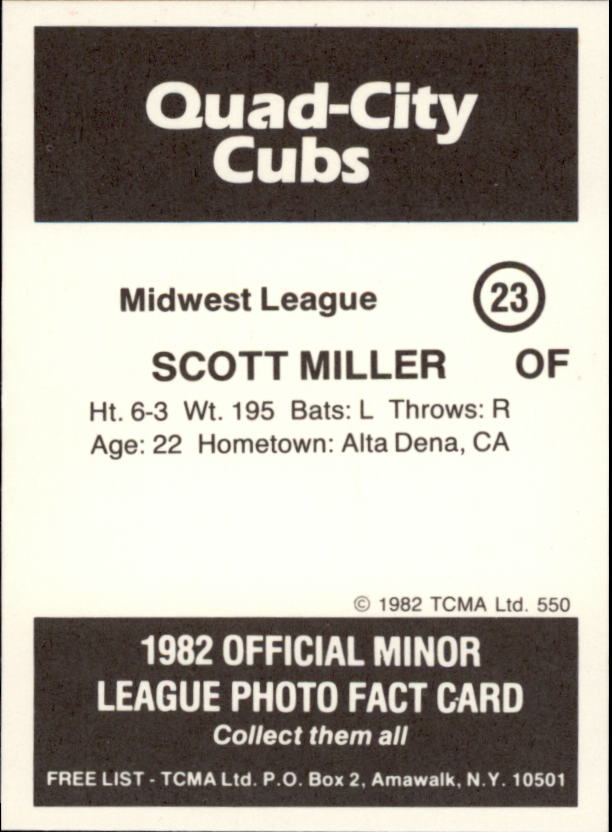 Quad-City
Cubs
Midwest League 23
SCOTT MILLER OF
Ht. 6-3 Wt. 195 Bats: L Throws: R
Age: 22 Hometown: Alta Dena, CA
© 1982 TCMA Ltd. 550
1982 OFFICIAL MINOR
LEAGUE PHOTO FACT CARD
Collect them all
FREE LIST - TCMA Ltd. P.O. Box 2, Amawalk, N.Y. 10501